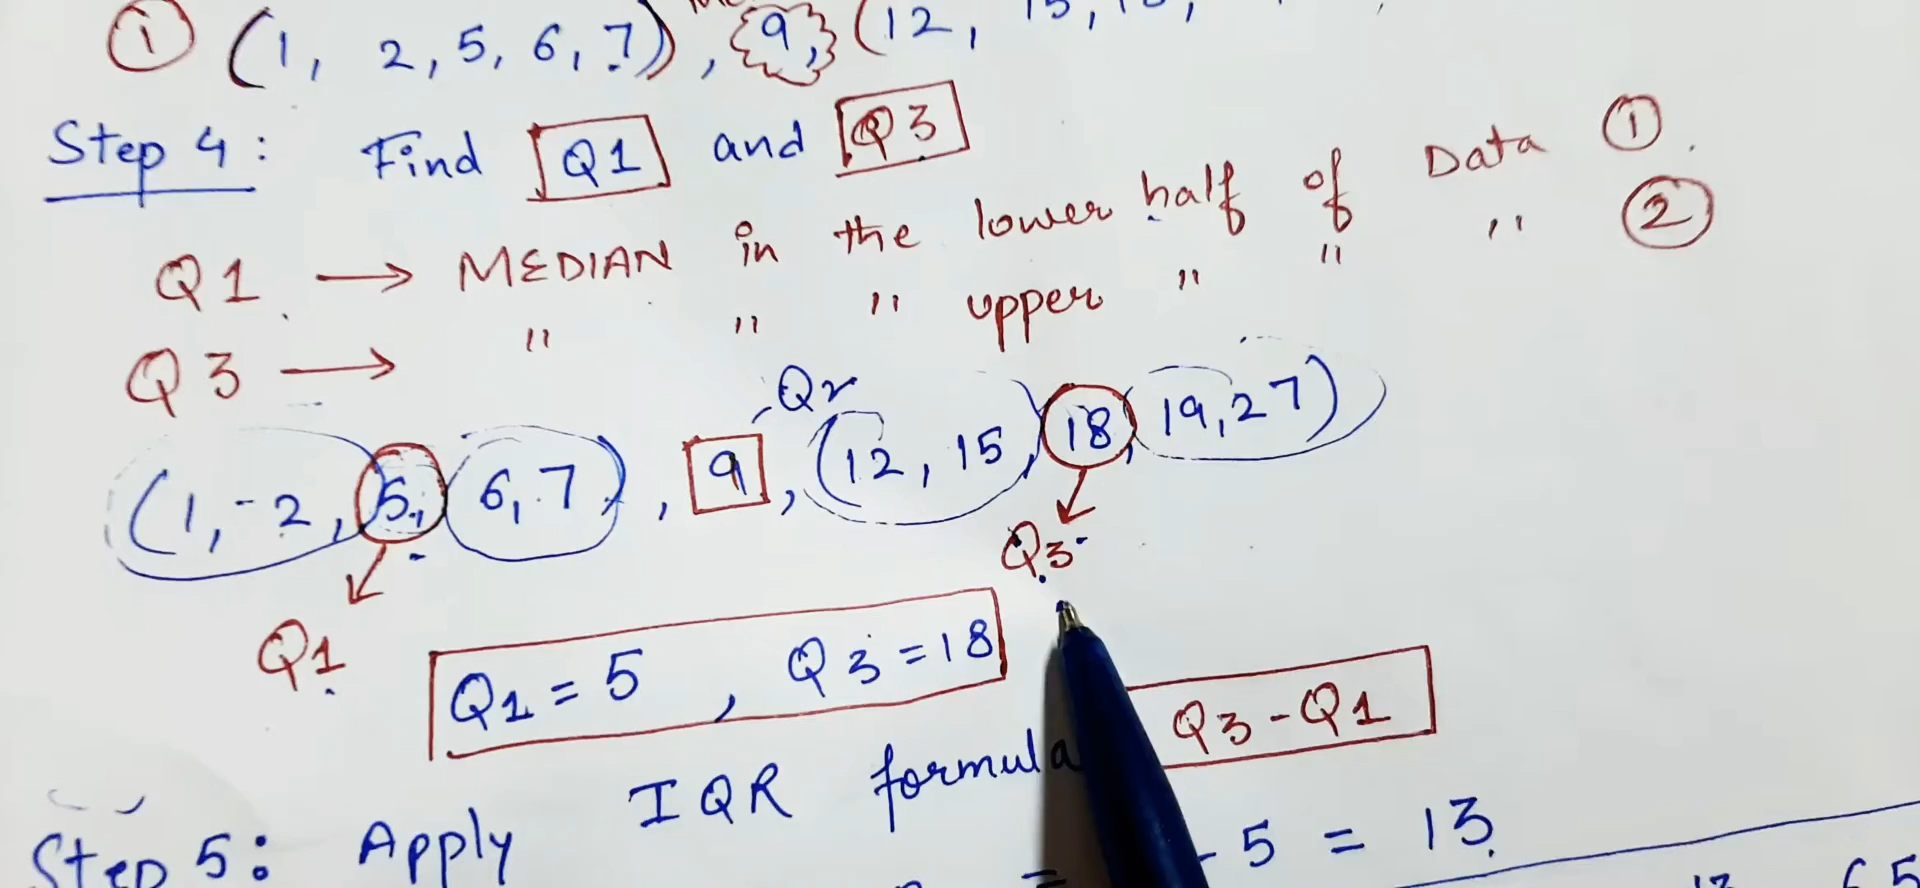 ① (1, 2, 5, 6, 7), 9, (12, 15,
Step 4: Find Q1 and Q3
Q1 → MEDIAN in the lower half of Data ①.
Q3 → " " " upper " " " ②
Qr
(1, 2, 5, 6, 7), 9, (12, 15, 18, 19, 27)
Q1
Q3
Q1 = 5, Q3 = 18
IQR formula Q3 - Q1
Step 5: Apply
- 5 = 13